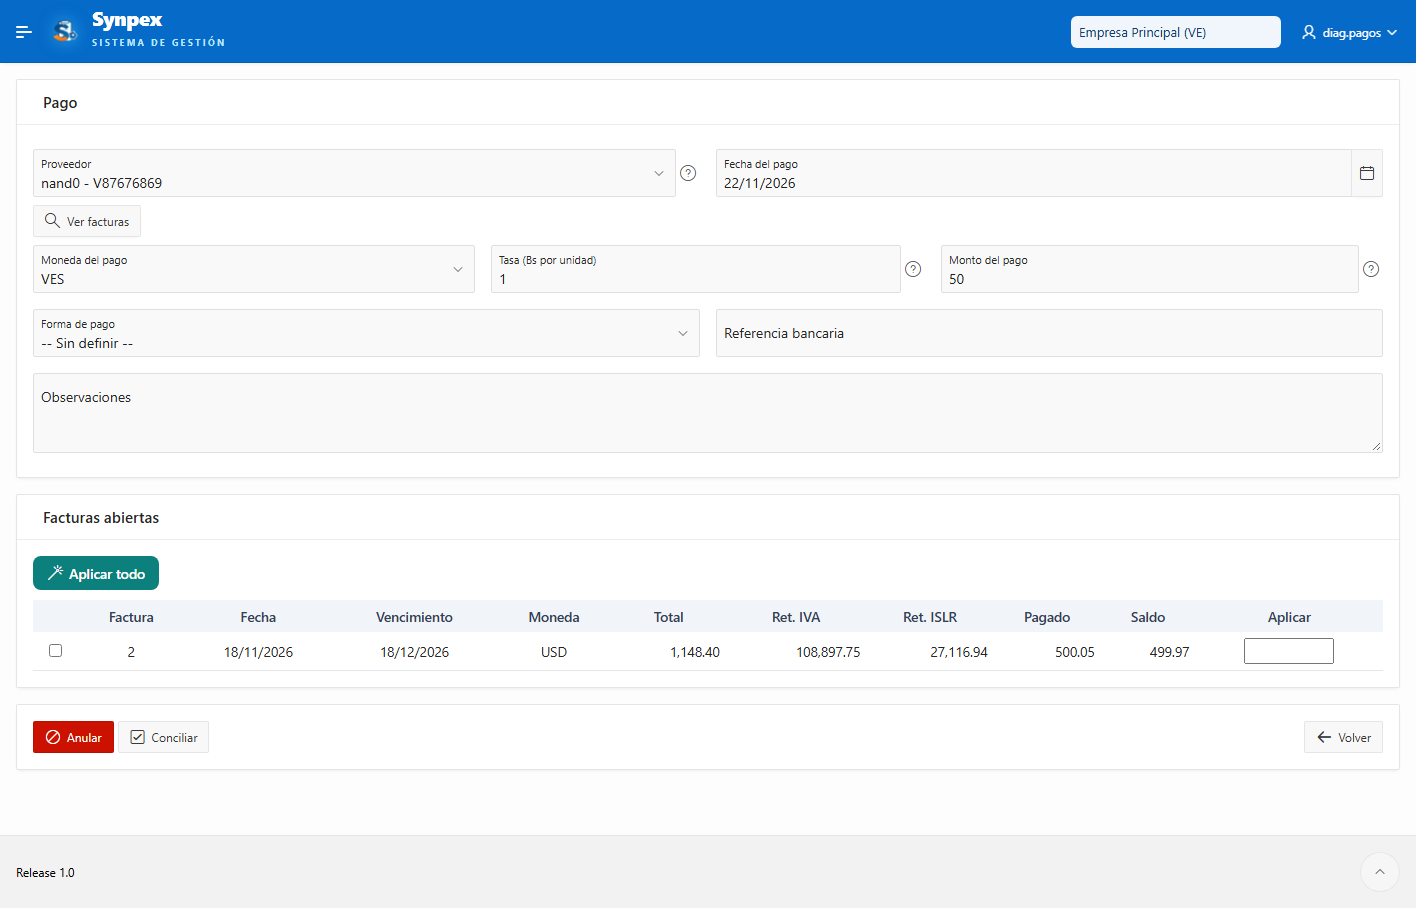 Synpex
SISTEMA DE GESTIÓN
Empresa Principal (VE)
diag.pagos
Pago
Proveedor
nand0 - V87676869
Fecha del pago
22/11/2026
Ver facturas
Moneda del pago
VES
Tasa (Bs por unidad)
1
Monto del pago
50
Forma de pago
-- Sin definir --
Referencia bancaria
Observaciones
Facturas abiertas
Aplicar todo
Factura Fecha Vencimiento Moneda Total Ret. IVA Ret. ISLR Pagado Saldo Aplicar
2 18/11/2026 18/12/2026 USD 1,148.40 108,897.75 27,116.94 500.05 499.97
Anular
Conciliar
Volver
Release 1.0